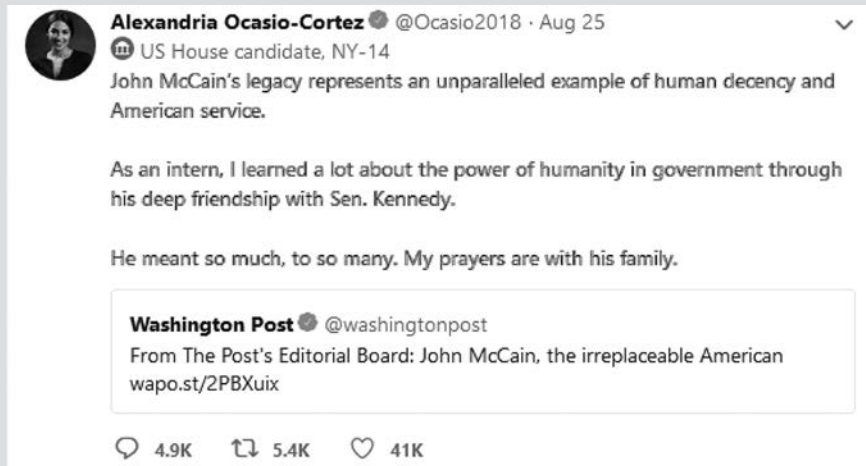 Alexandria Ocasio-Cortez @Ocasio2018 · Aug 25
US House candidate, NY-14
John McCain's legacy represents an unparalleled example of human decency and
American service.
As an intern, I learned a lot about the power of humanity in government through
his deep friendship with Sen. Kennedy.
He meant so much, to so many. My prayers are with his family.
Washington Post @washingtonpost
From The Post's Editorial Board: John McCain, the irreplaceable American
wapo.st/2PBXuix
4.9K 5.4K 41K